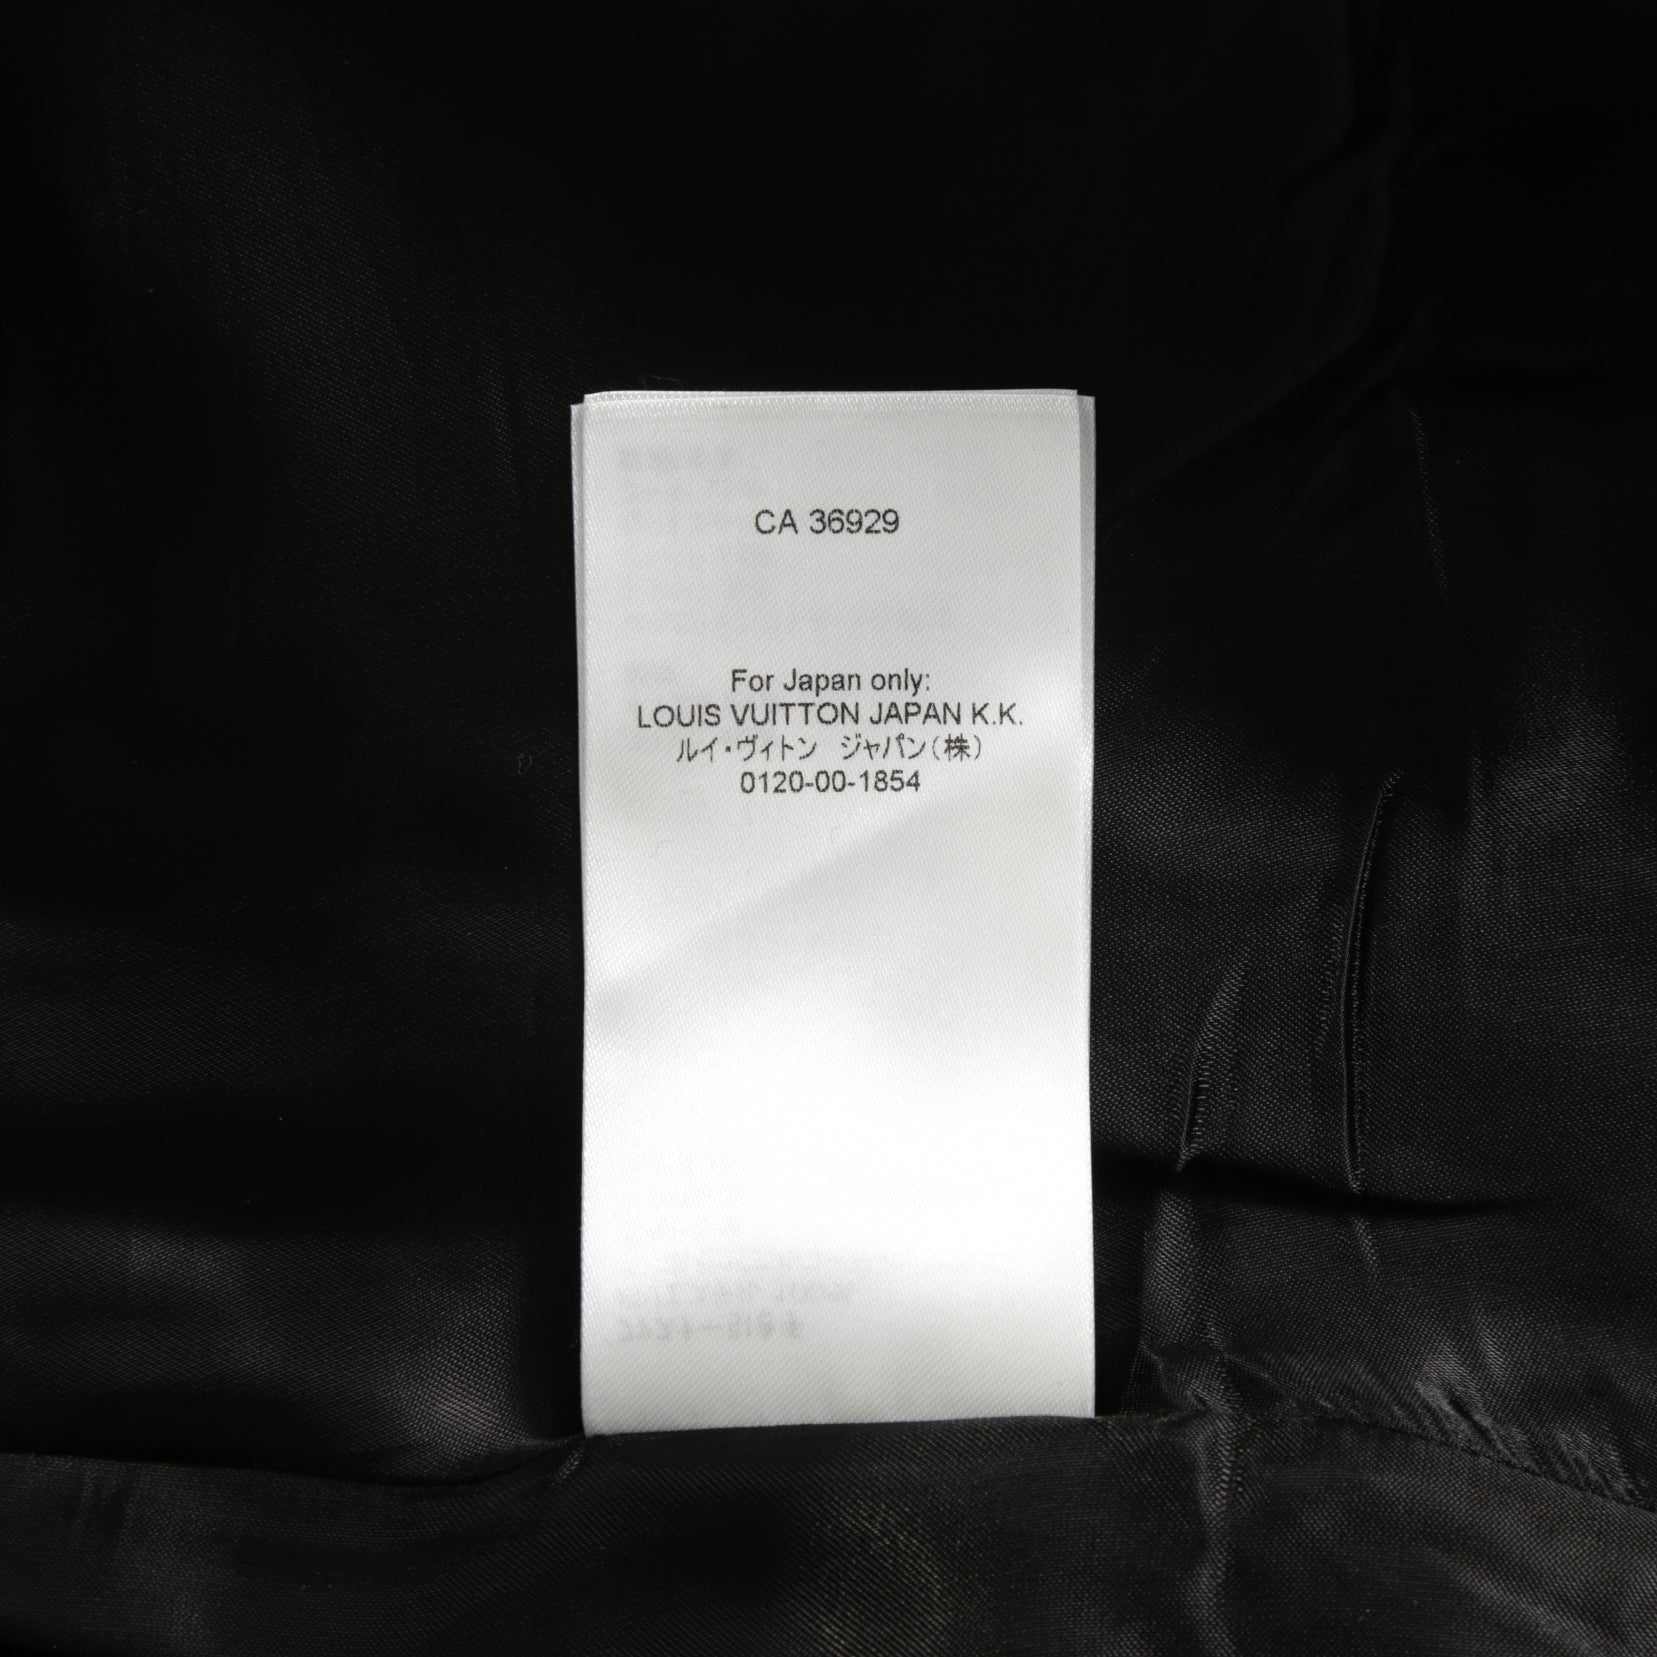 CA 36929
For Japan only:
LOUIS VUITTON JAPAN K.K.
ルイ・ヴィトン　ジャパン(株)
0120-00-1854